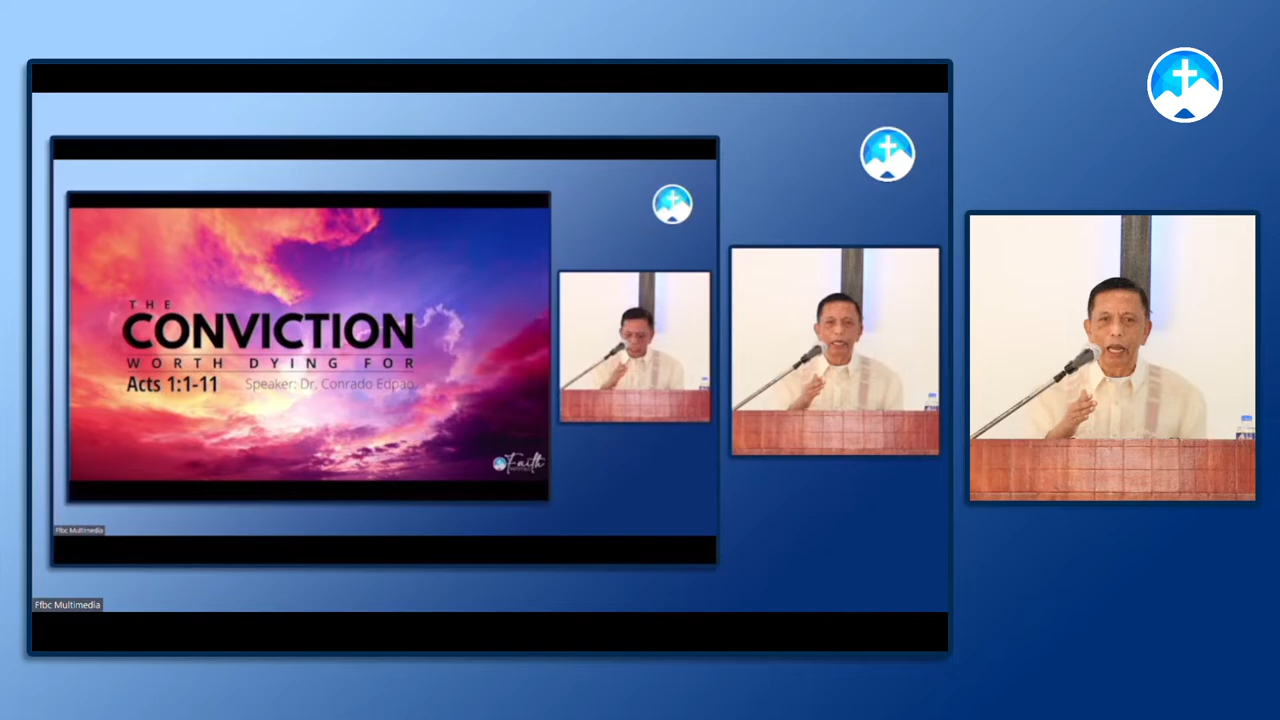 THE
CONVICTION
WORTH DYING FOR
Acts 1:1-11
Speaker: Dr. Conrado Edpao
Faith
Ffbc Multimedia
Ffbc Multimedia